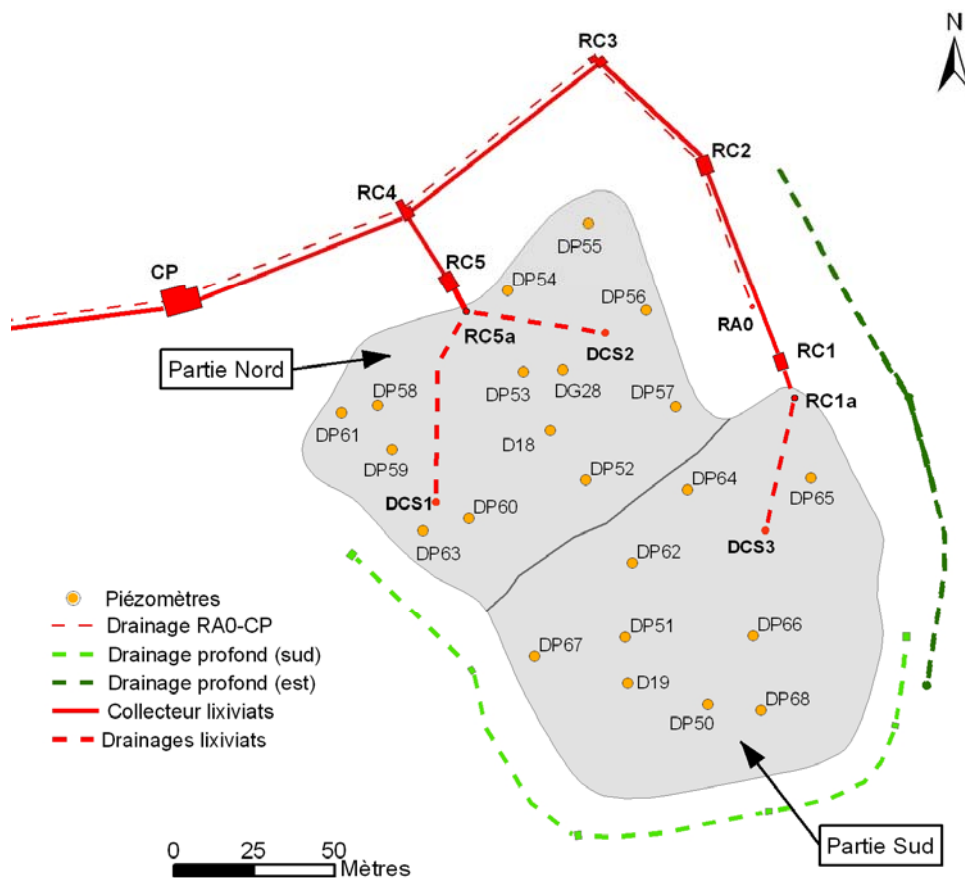 N
RC3
RC2
RC4
CP
RC5
DP55
DP54
DP56
RA0
RC5a
DCS2
RC1
Partie Nord
DP53
DG28
DP57
RC1a
DP58
DP61
D18
DP59
DP52
DP64
DP65
DCS1
DP60
DCS3
DP63
DP62
Piézomètres
Drainage RA0-CP
Drainage profond (sud)
Drainage profond (est)
Collecteur lixiviats
Drainages lixiviats
DP51
DP66
DP67
D19
DP50
DP68
Partie Sud
0 25 50
Mètres